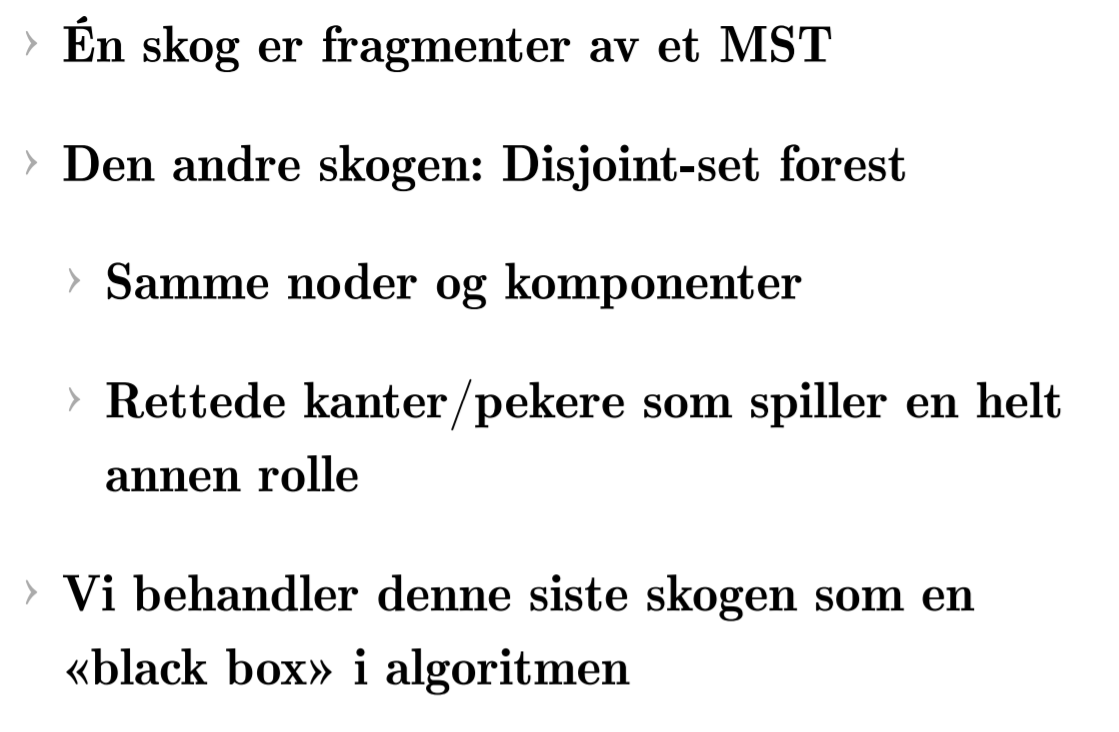 › Én skog er fragmenter av et MST
› Den andre skogen: Disjoint-set forest
› Samme noder og komponenter
› Rettede kanter/pekere som spiller en helt
annen rolle
› Vi behandler denne siste skogen som en
«black box» i algoritmen